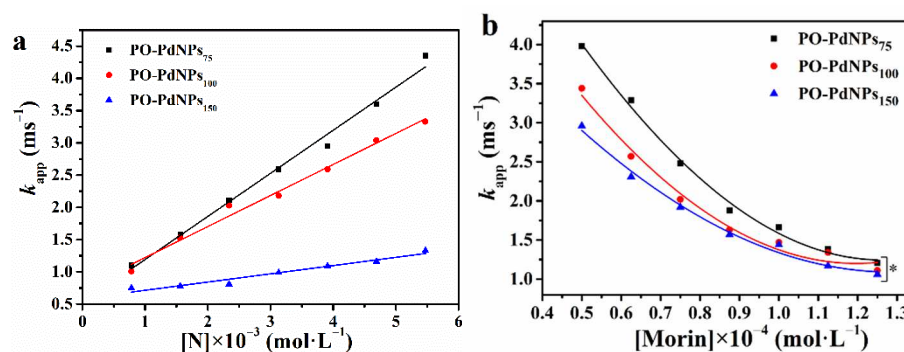 a
PO-PdNPs₇₅
PO-PdNPs₁₀₀
PO-PdNPs₁₅₀
4.5
4.0
3.5
3.0
2.5
2.0
1.5
1.0
0.5
k_app (ms⁻¹)
0 1 2 3 4 5 6
[N]×10⁻³ (mol·L⁻¹)
b
PO-PdNPs₇₅
PO-PdNPs₁₀₀
PO-PdNPs₁₅₀
4.0
3.5
3.0
2.5
2.0
1.5
1.0
k_app (ms⁻¹)
*
0.4 0.5 0.6 0.7 0.8 0.9 1.0 1.1 1.2 1.3
[Morin]×10⁻⁴ (mol·L⁻¹)